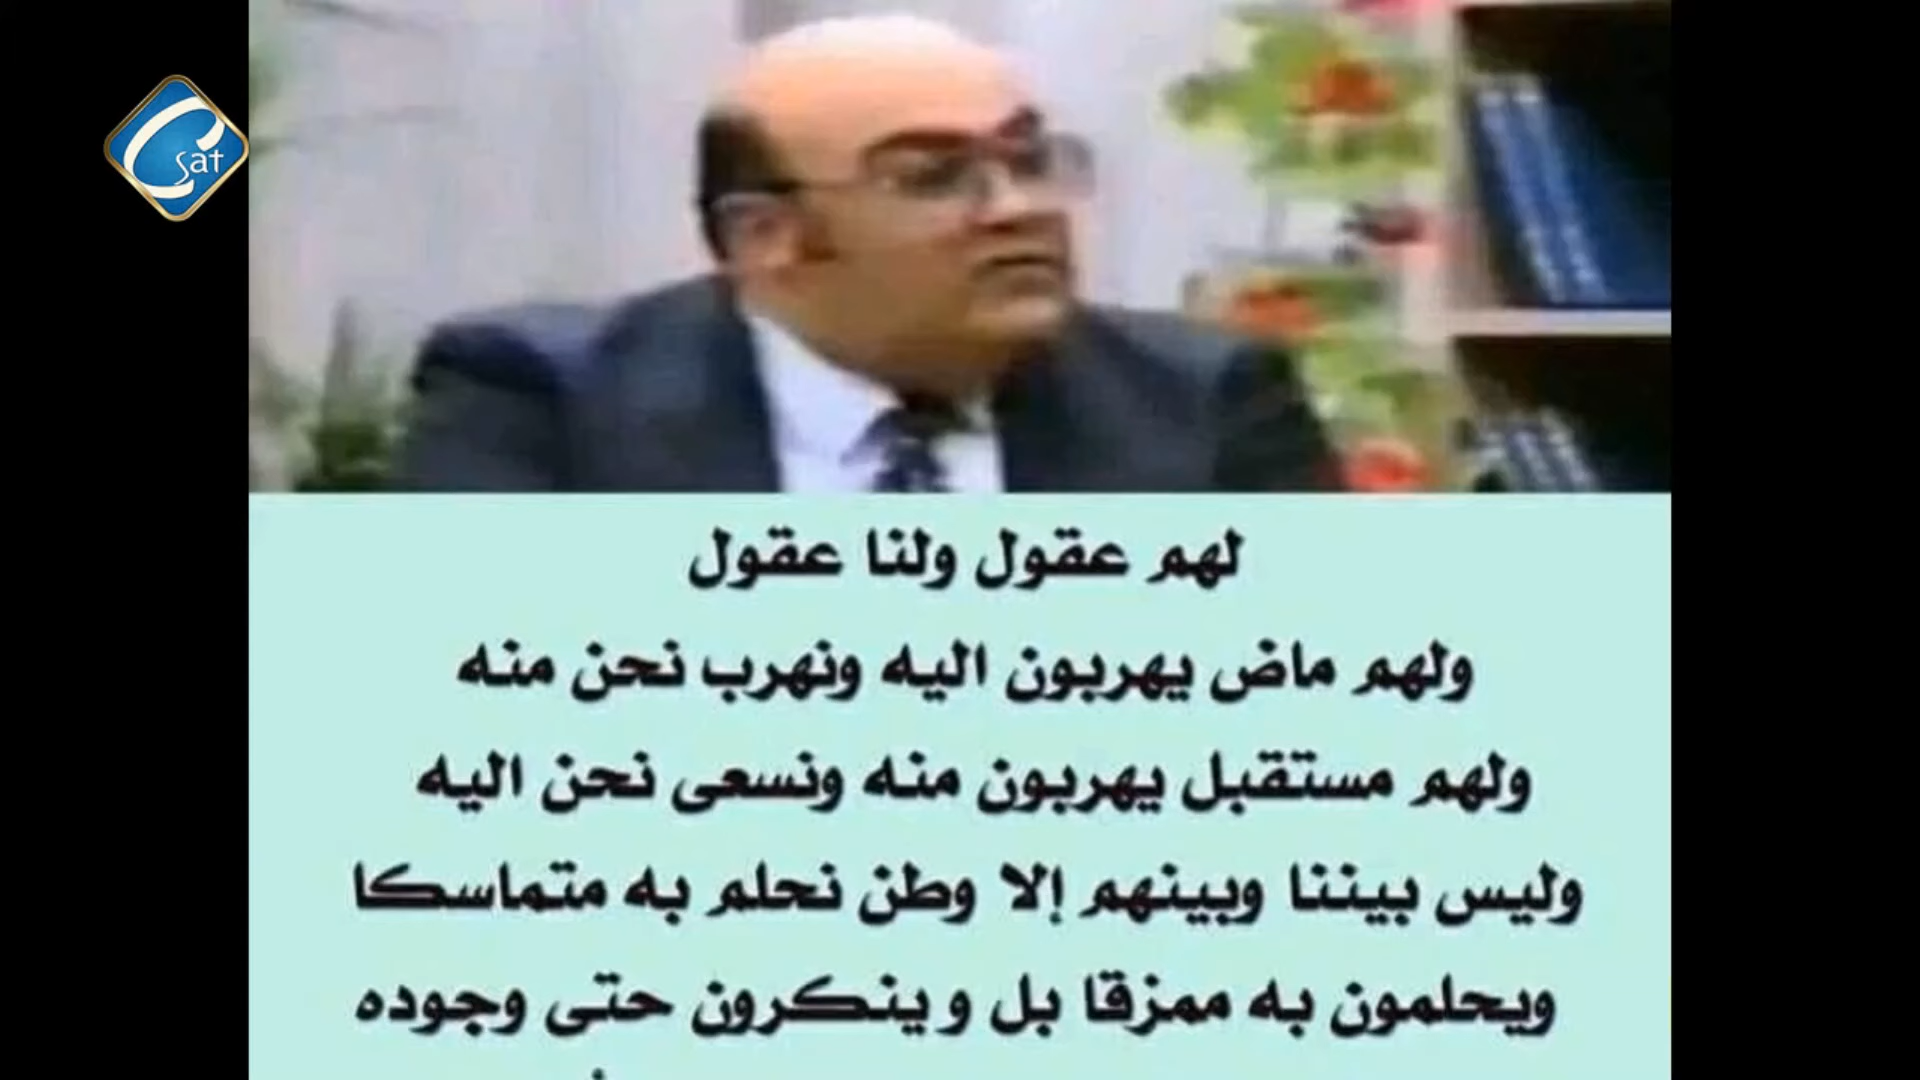 C sat
لهم عقول ولنا عقول
ولهم ماض يهربون اليه ونهرب نحن منه
ولهم مستقبل يهربون منه ونسعى نحن اليه
وليس بيننا وبينهم إلا وطن نحلم به متماسكا
ويحلمون به ممزقا بل و ينكرون حتى وجوده